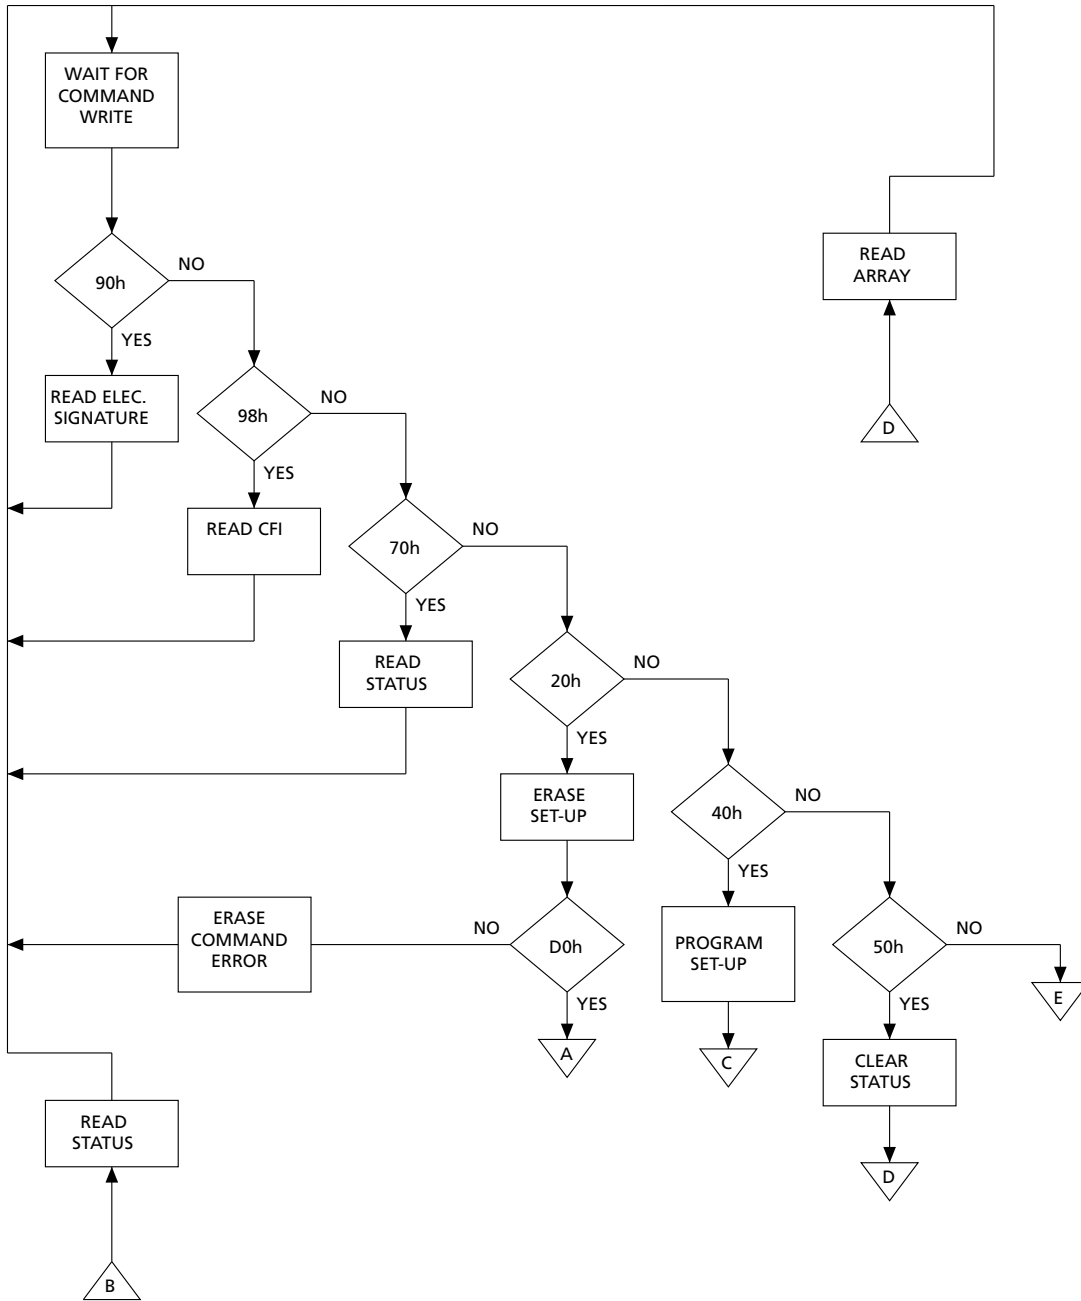 WAIT FOR
COMMAND
WRITE
90h
NO
YES
READ ELEC.
SIGNATURE
READ
ARRAY
D
98h
NO
YES
READ CFI
70h
NO
YES
READ
STATUS
20h
NO
YES
ERASE
SET-UP
40h
NO
YES
ERASE
COMMAND
ERROR
NO
D0h
YES
A
PROGRAM
SET-UP
C
50h
NO
YES
E
CLEAR
STATUS
D
READ
STATUS
B